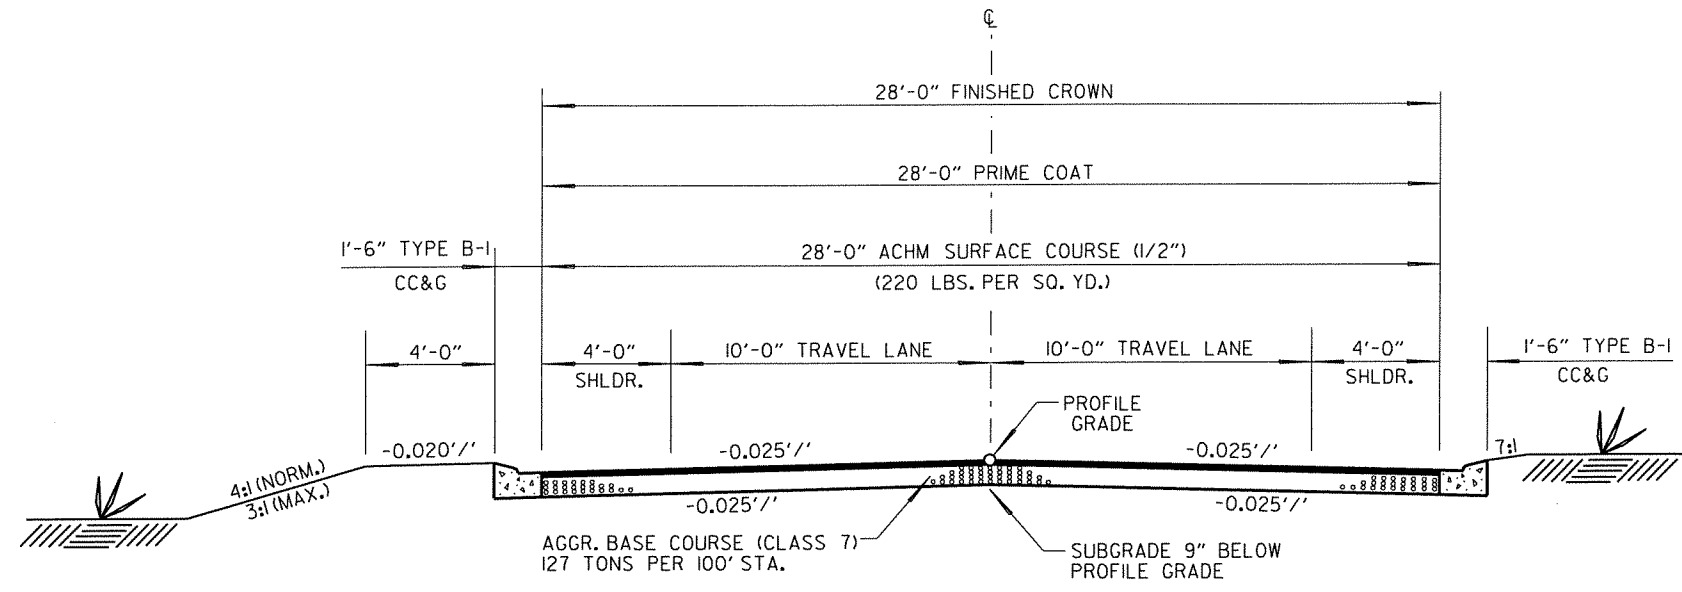 ℄
28'-0" FINISHED CROWN
28'-0" PRIME COAT
1'-6" TYPE B-1
CC&G
28'-0" ACHM SURFACE COURSE (1/2")
(220 LBS. PER SQ. YD.)
4'-0"
4'-0"
SHLDR.
10'-0" TRAVEL LANE
10'-0" TRAVEL LANE
4'-0"
SHLDR.
1'-6" TYPE B-1
CC&G
PROFILE
GRADE
-0.020'/'
-0.025'/'
-0.025'/'
7:1
4:1 (NORM.)
3:1 (MAX.)
-0.025'/'
-0.025'/'
AGGR. BASE COURSE (CLASS 7)
127 TONS PER 100' STA.
SUBGRADE 9" BELOW
PROFILE GRADE